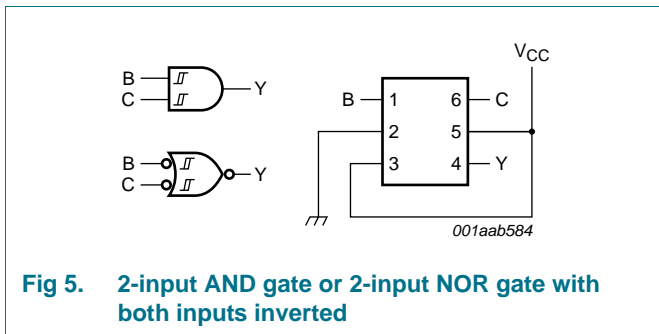 B
C
Y
B
C
Y
VCC
B
1
6
C
2
5
3
4
Y
001aab584
Fig 5. 2-input AND gate or 2-input NOR gate with
both inputs inverted